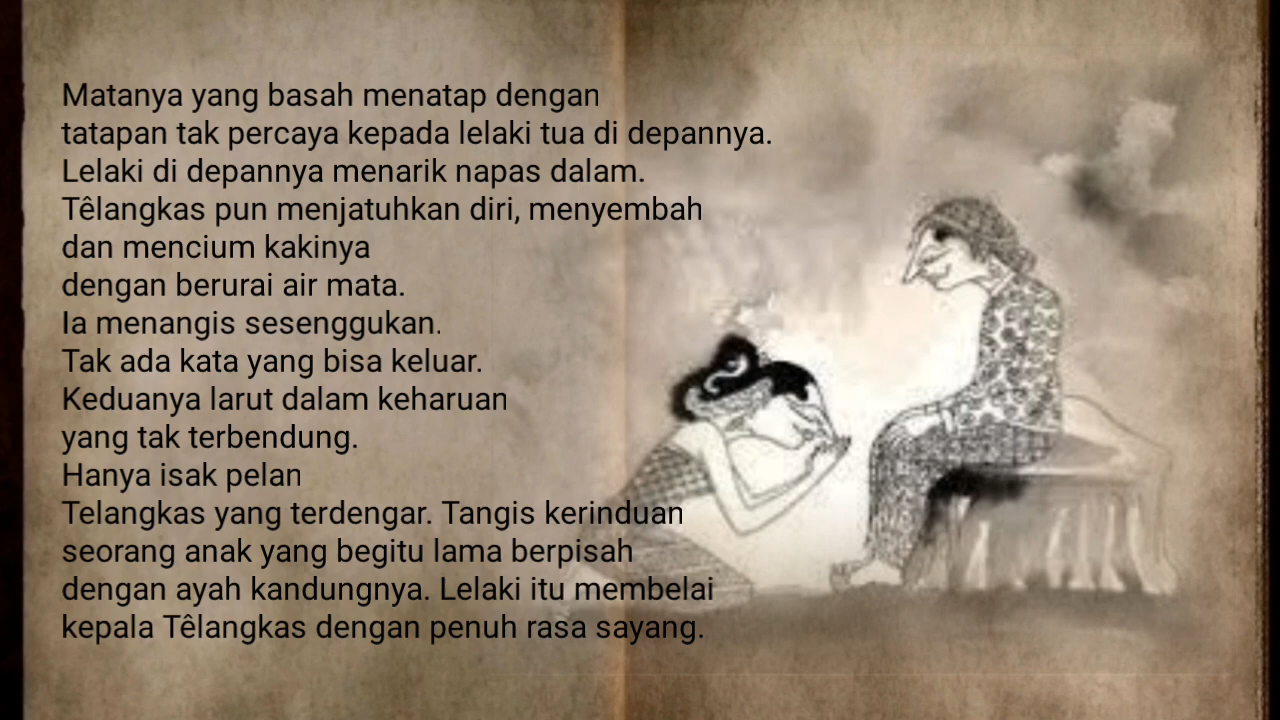 Matanya yang basah menatap dengan
tatapan tak percaya kepada lelaki tua di depannya.
Lelaki di depannya menarik napas dalam.
Têlangkas pun menjatuhkan diri, menyembah
dan mencium kakinya
dengan berurai air mata.
Ia menangis sesenggukan.
Tak ada kata yang bisa keluar.
Keduanya larut dalam keharuan
yang tak terbendung.
Hanya isak pelan
Telangkas yang terdengar. Tangis kerinduan
seorang anak yang begitu lama berpisah
dengan ayah kandungnya. Lelaki itu membelai
kepala Têlangkas dengan penuh rasa sayang.